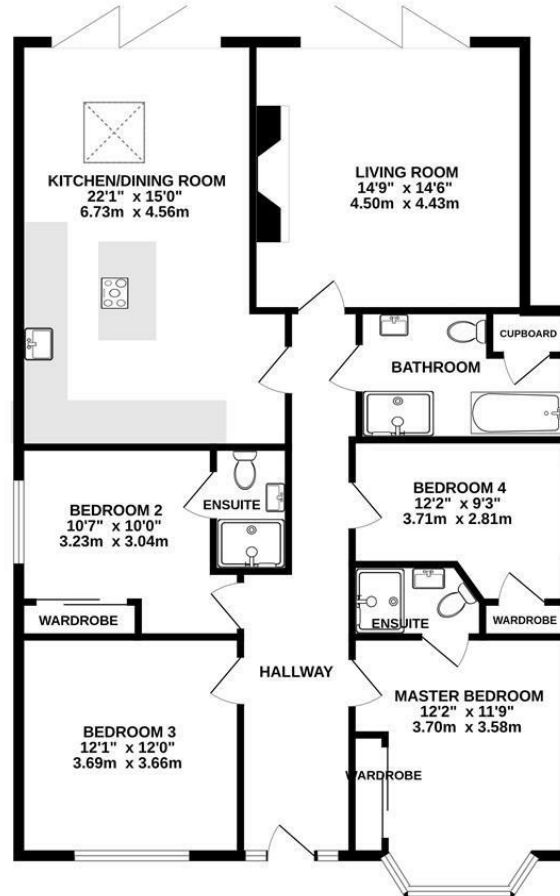 KITCHEN/DINING ROOM
22'1" x 15'0"
6.73m x 4.56m
LIVING ROOM
14'9" x 14'6"
4.50m x 4.43m
CUPBOARD
BATHROOM
BEDROOM 2
10'7" x 10'0"
3.23m x 3.04m
ENSUITE
BEDROOM 4
12'2" x 9'3"
3.71m x 2.81m
WARDROBE
ENSUITE
WARDROBE
HALLWAY
BEDROOM 3
12'1" x 12'0"
3.69m x 3.66m
MASTER BEDROOM
12'2" x 11'9"
3.70m x 3.58m
WARDROBE